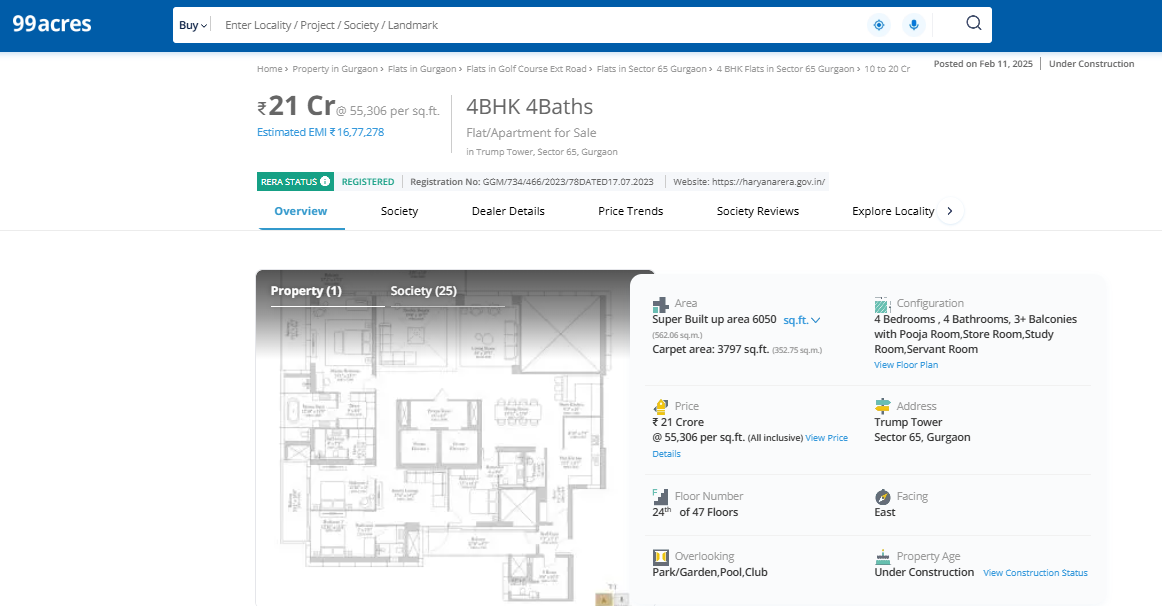 99acres
Buy
Enter Locality / Project / Society / Landmark
Home > Property in Gurgaon > Flats in Gurgaon > Flats in Golf Course Ext Road > Flats in Sector 65 Gurgaon > 4 BHK Flats in Sector 65 Gurgaon > 10 to 20 Cr
Posted on Feb 11, 2025 | Under Construction
₹21 Cr @ 55,306 per sq.ft.
Estimated EMI ₹16,77,278
4BHK 4Baths
Flat/Apartment for Sale
in Trump Tower, Sector 65, Gurgaon
RERA STATUS REGISTERED Registration No: GGM/734/466/2023/78DATED17.07.2023 Website: https://haryanarera.gov.in/
Overview Society Dealer Details Price Trends Society Reviews Explore Locality
Property (1) Society (25)
Area
Super Built up area 6050 sq.ft.
(562.06 sq.m.)
Carpet area: 3797 sq.ft. (352.75 sq.m.)
Configuration
4 Bedrooms , 4 Bathrooms, 3+ Balconies
with Pooja Room,Store Room,Study
Room,Servant Room
View Floor Plan
Price
₹ 21 Crore
@ 55,306 per sq.ft. (All inclusive) View Price
Details
Address
Trump Tower
Sector 65, Gurgaon
Floor Number
24th of 47 Floors
Facing
East
Overlooking
Park/Garden,Pool,Club
Property Age
Under Construction View Construction Status